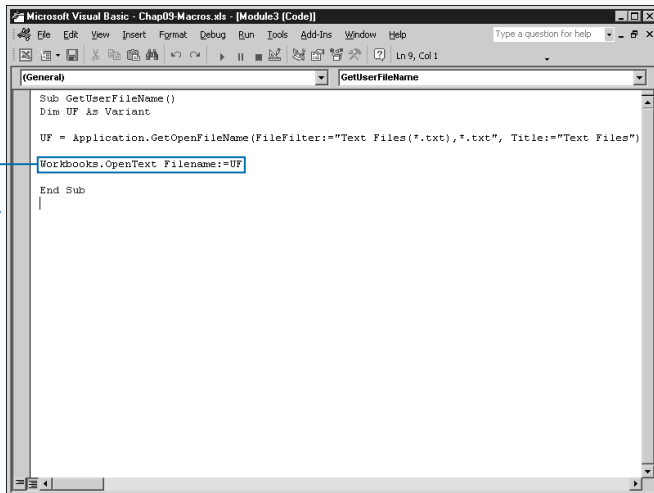 Microsoft Visual Basic - Chap09-Macros.xls - [Module3 (Code)]
File Edit View Insert Format Debug Run Tools Add-Ins Window Help Type a question for help
Ln 9, Col 1
(General) GetUserFileName
Sub GetUserFileName()
Dim UF As Variant
UF = Application.GetOpenFileName(FileFilter:="Text Files(*.txt),*.txt", Title:="Text Files")
Workbooks.OpenText Filename:=UF
End Sub